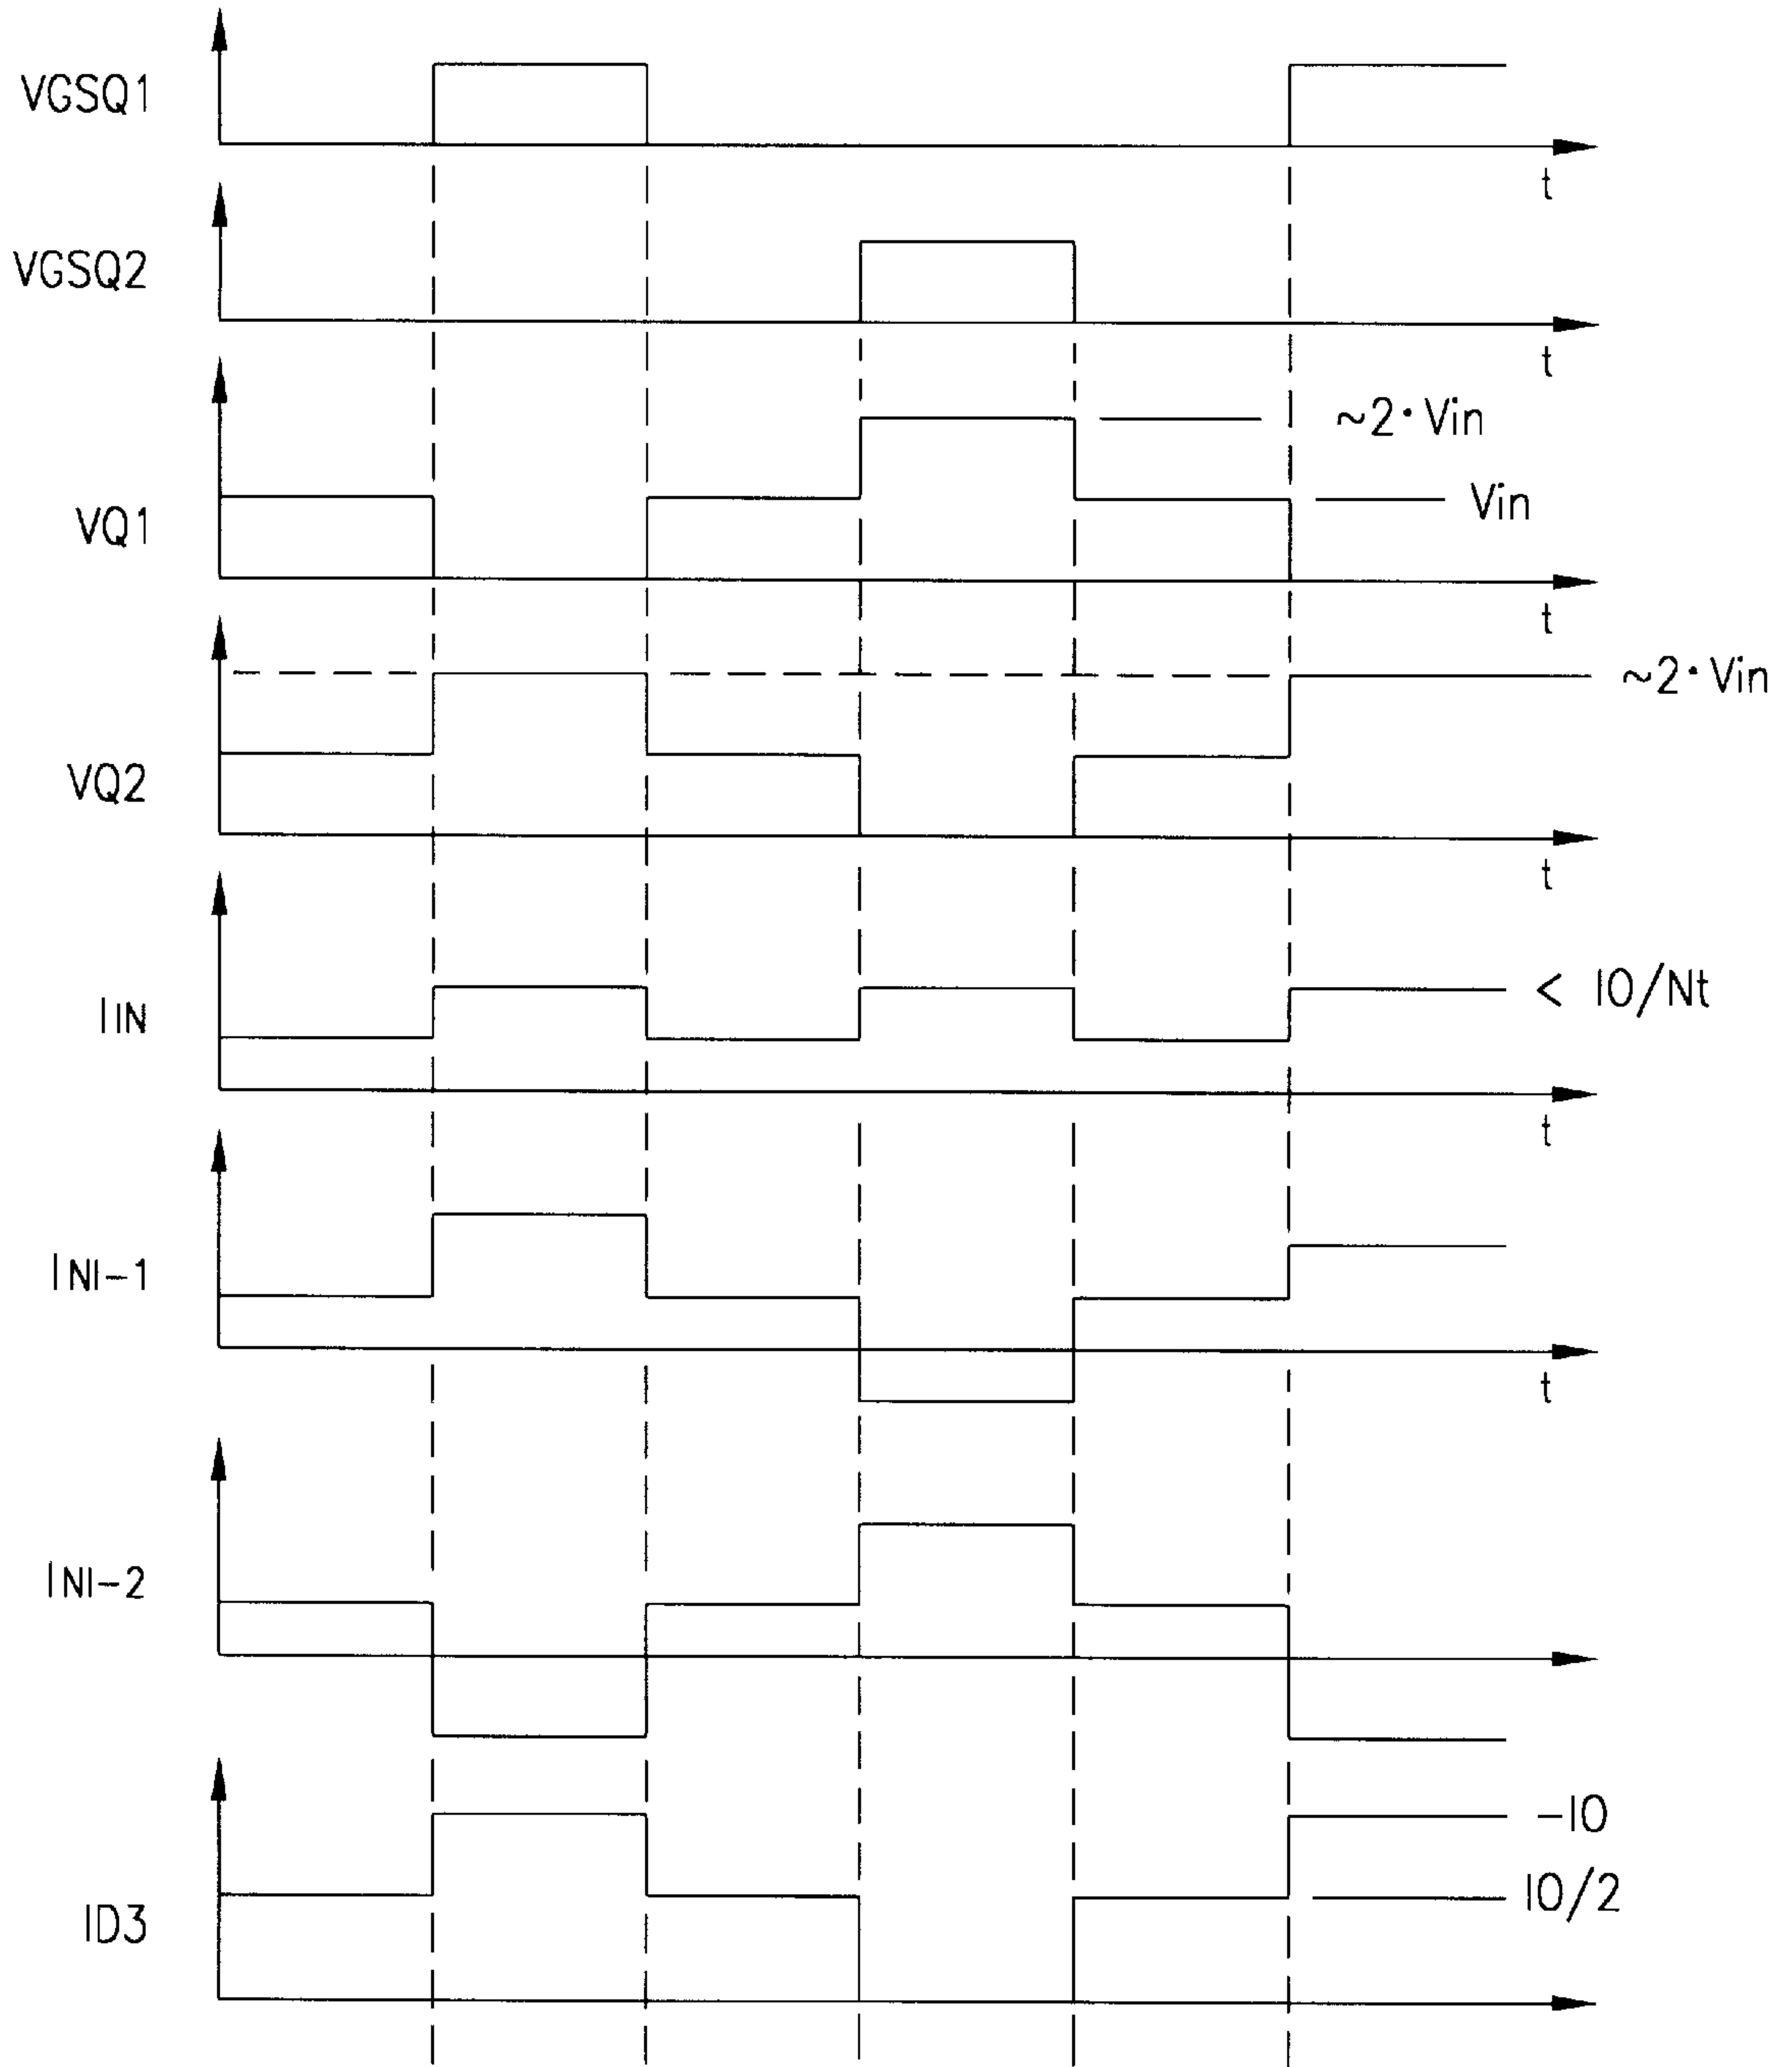 VGSQ1
t
VGSQ2
t
~2·Vin
Vin
VQ1
t
~2·Vin
VQ2
t
< IO/Nt
IIN
t
INI-1
t
INI-2
-IO
IO/2
ID3